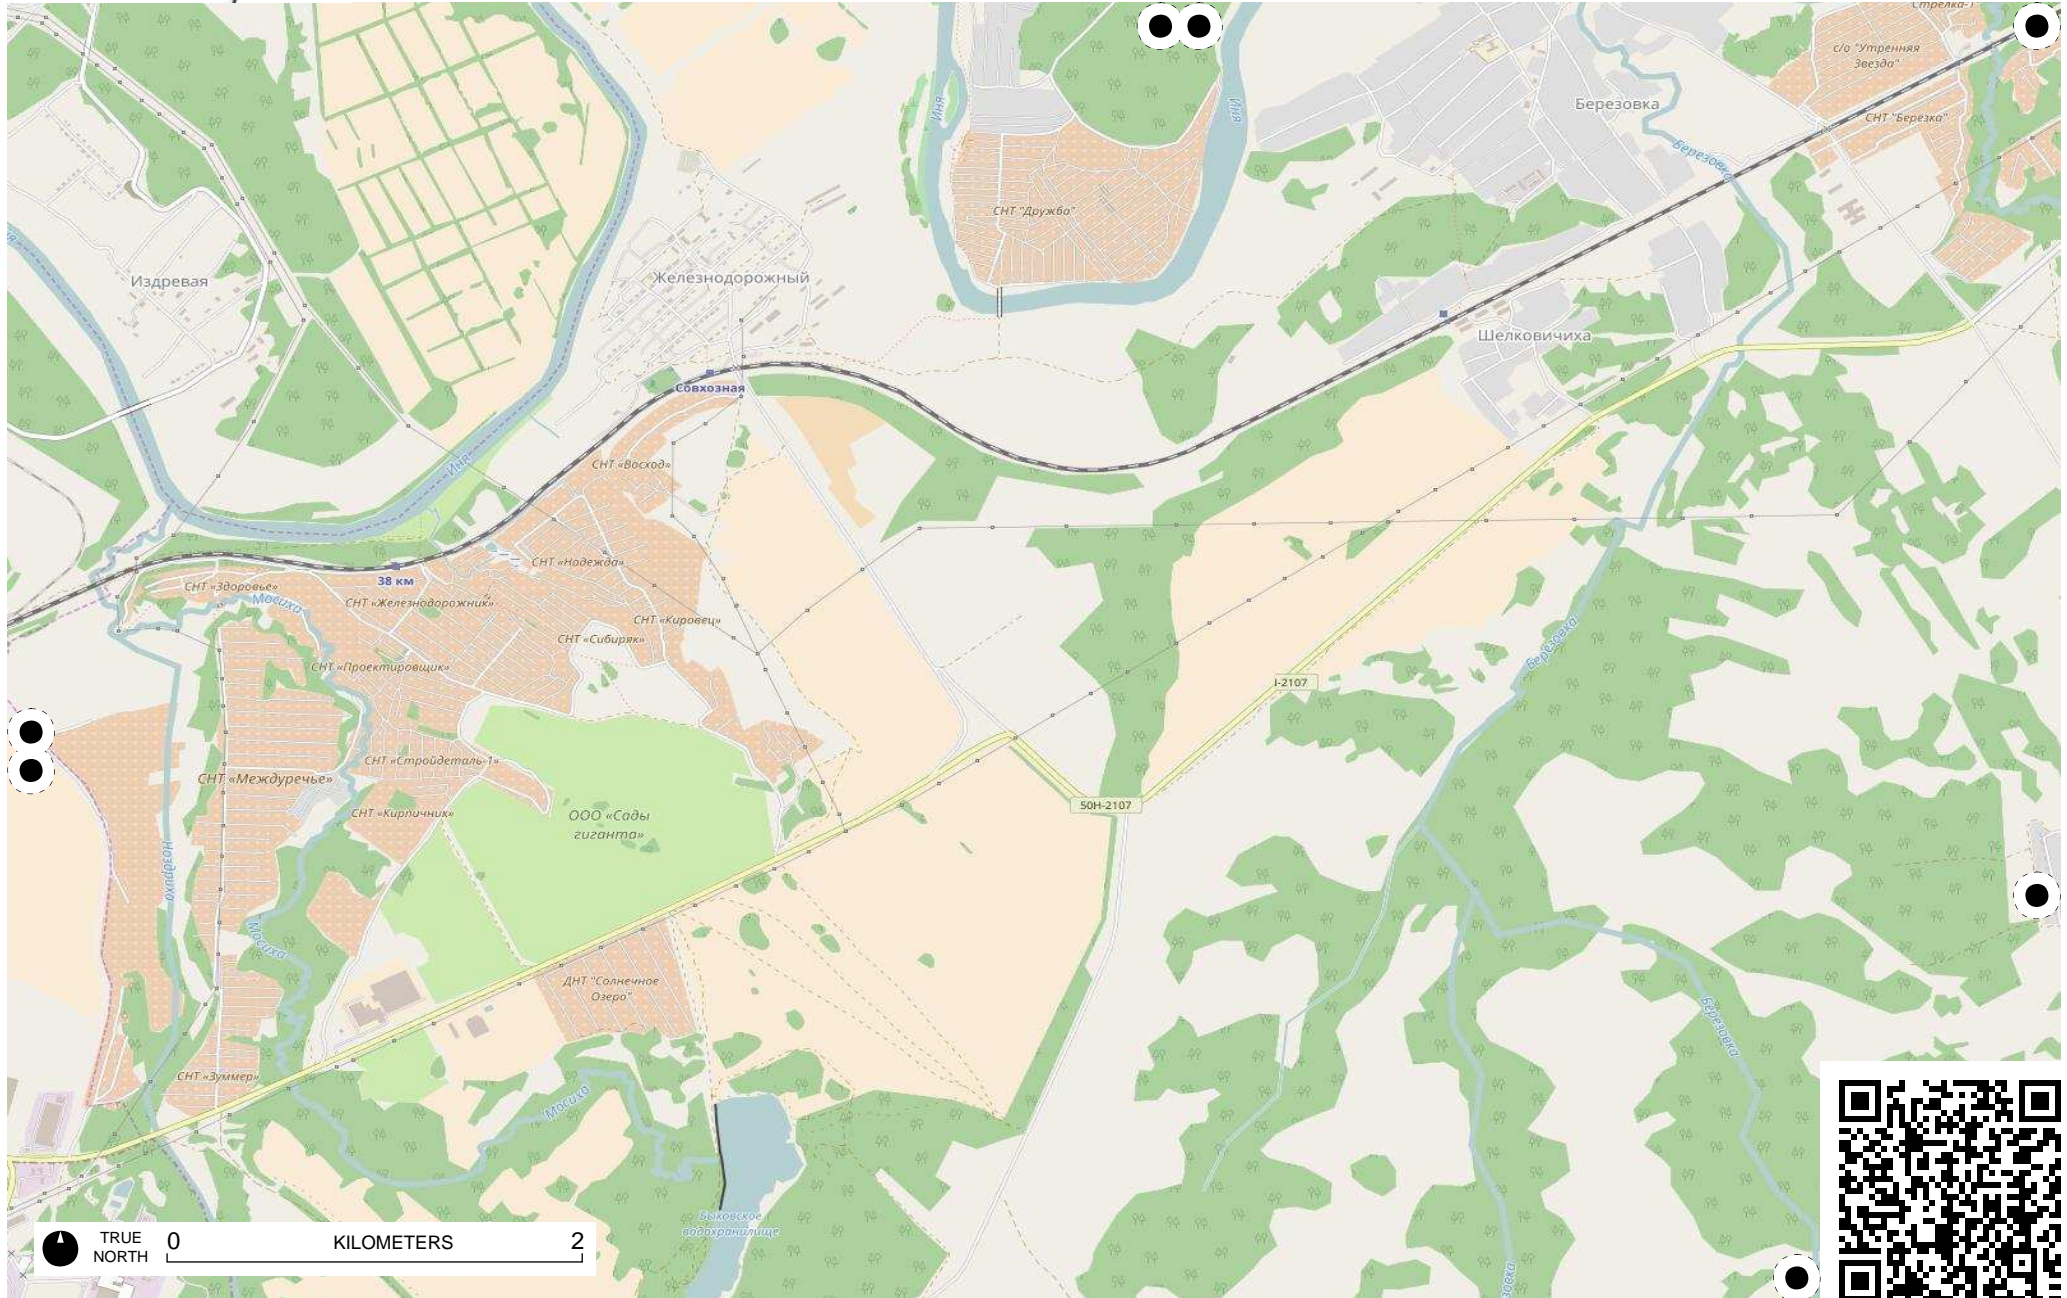 Стрелка-1
с/о "Утренняя
Звезда"
Березовка
СНТ "Берёзка"
Иня
Иня
Березовка
СНТ "Дружба"
Издревая
Железнодорожный
Шелковичиха
Совхозная
СНТ «Восход»
Иня
СНТ «Надежда»
38 км
СНТ «Здоровье»
Мосиха
СНТ «Железнодорожник»
СНТ «Кировец»
СНТ «Сибиряк»
Березовка
СНТ «Проектировщик»
Н-2107
СНТ «Стройдеталь-1»
СНТ «Междуречье»
50Н-2107
СНТ «Кирпичник»
ООО «Сады
гиганта»
Ноздриха
Мосиха
ДНТ "Солнечное
Озеро"
Березовка
СНТ «Зуммер»
Мосиха
Быковское
водохранилище
TRUE
NORTH
0 KILOMETERS 2